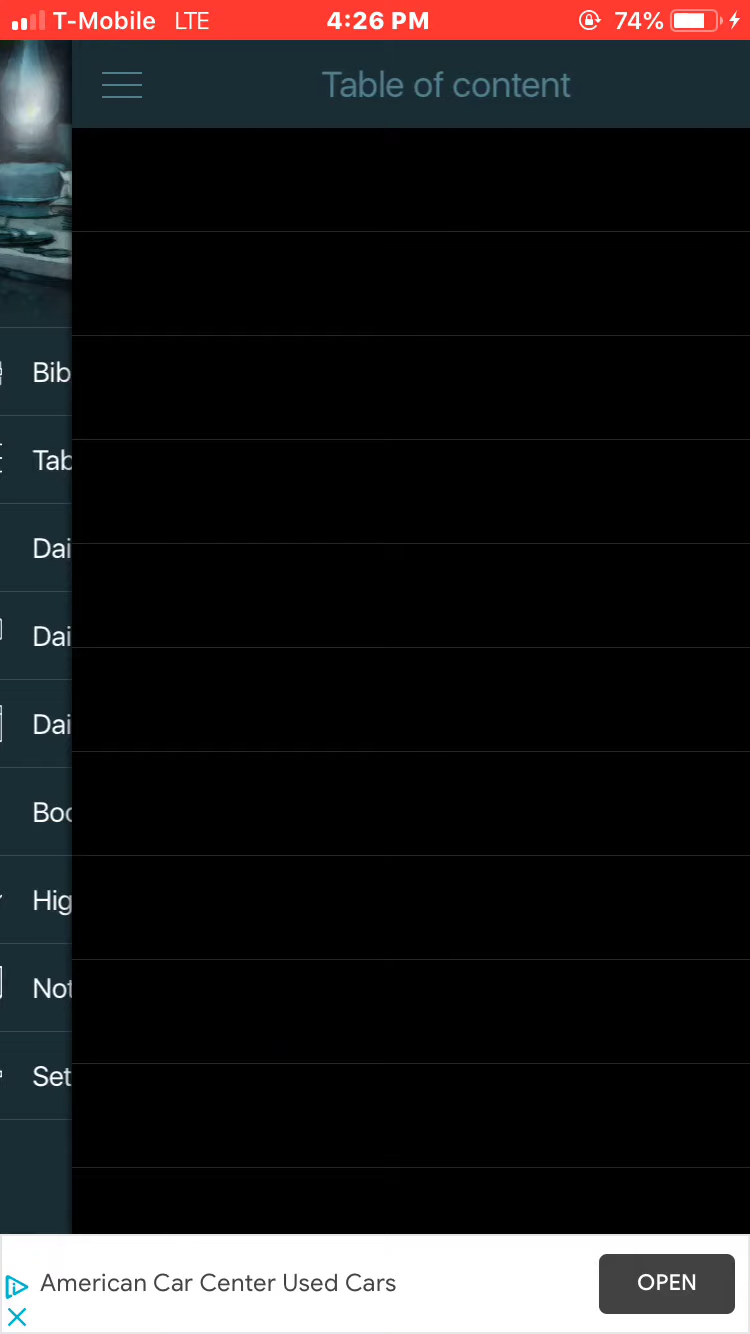 T-Mobile LTE 4:26 PM 74%
Table of content
Bib
Tab
Dai
Dai
Dai
Boo
Hig
Not
Set
American Car Center Used Cars
OPEN